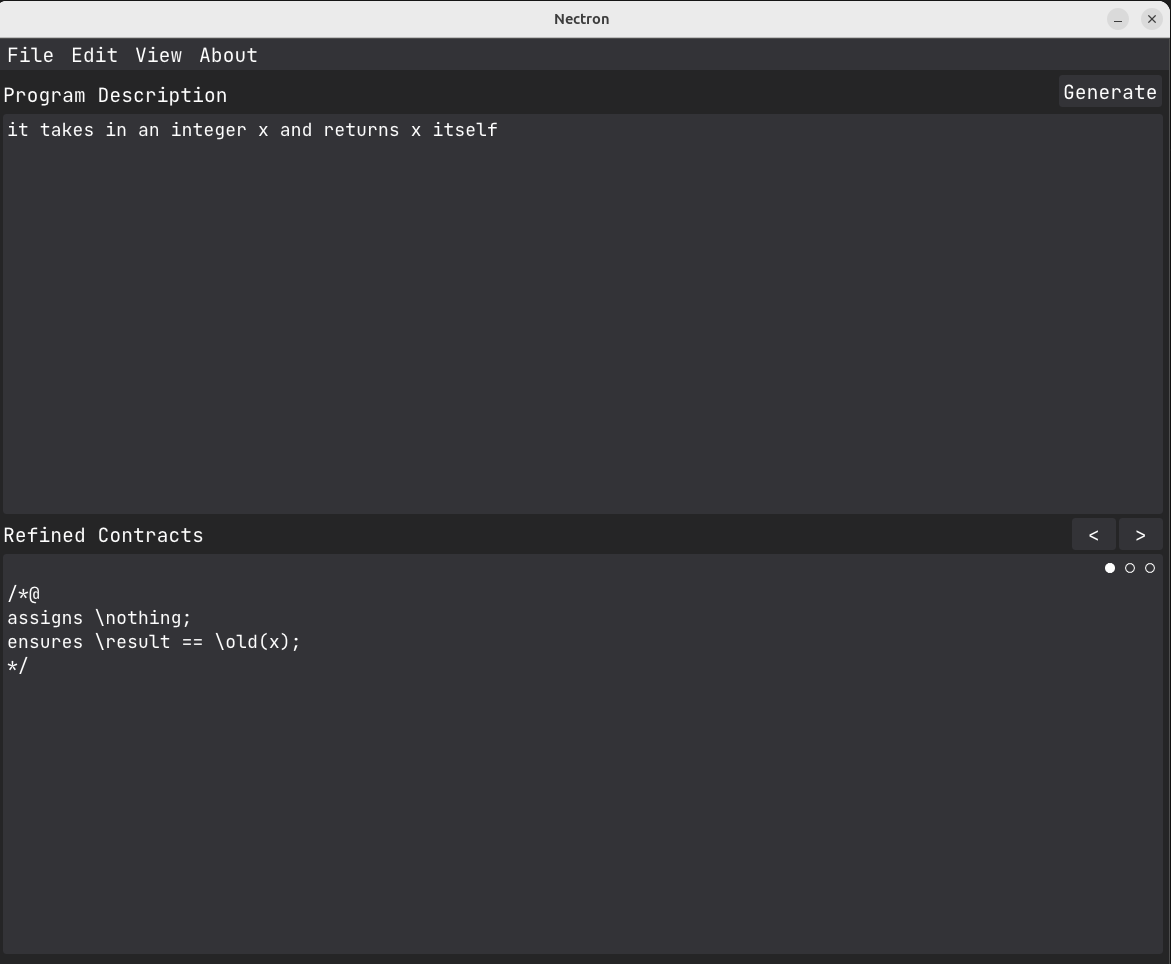 Nectron
File Edit View About
Program Description
Generate
it takes in an integer x and returns x itself
Refined Contracts
< >
/*@
assigns \nothing;
ensures \result == \old(x);
*/